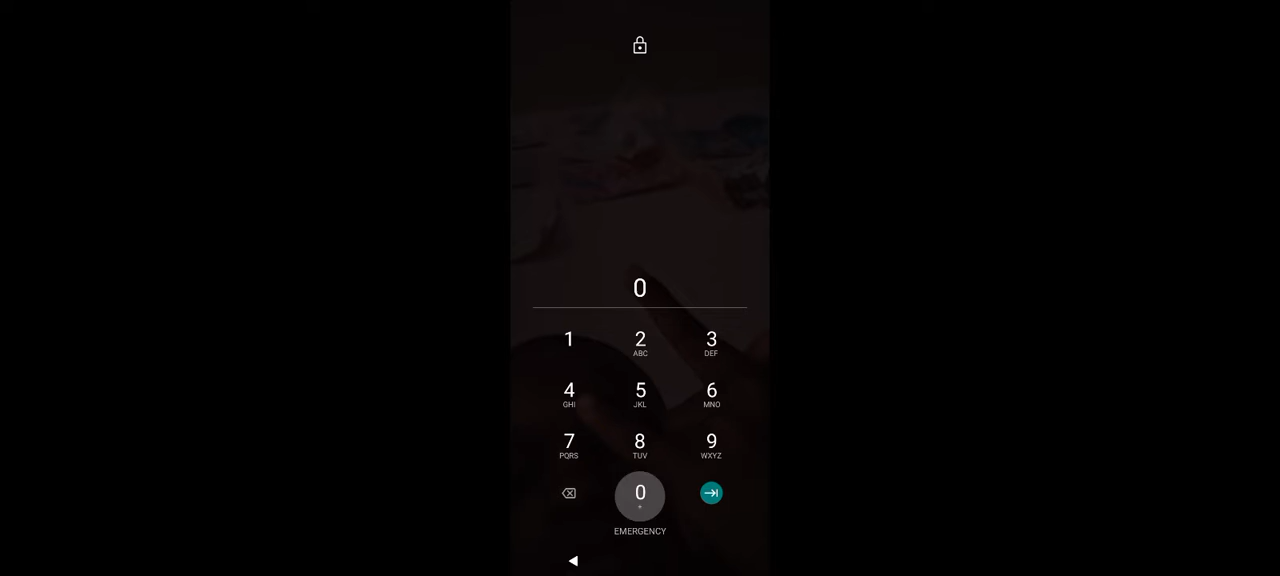 0
1 2 3
ABC DEF
4 5 6
GHI JKL MNO
7 8 9
PQRS TUV WXYZ
0
+
EMERGENCY